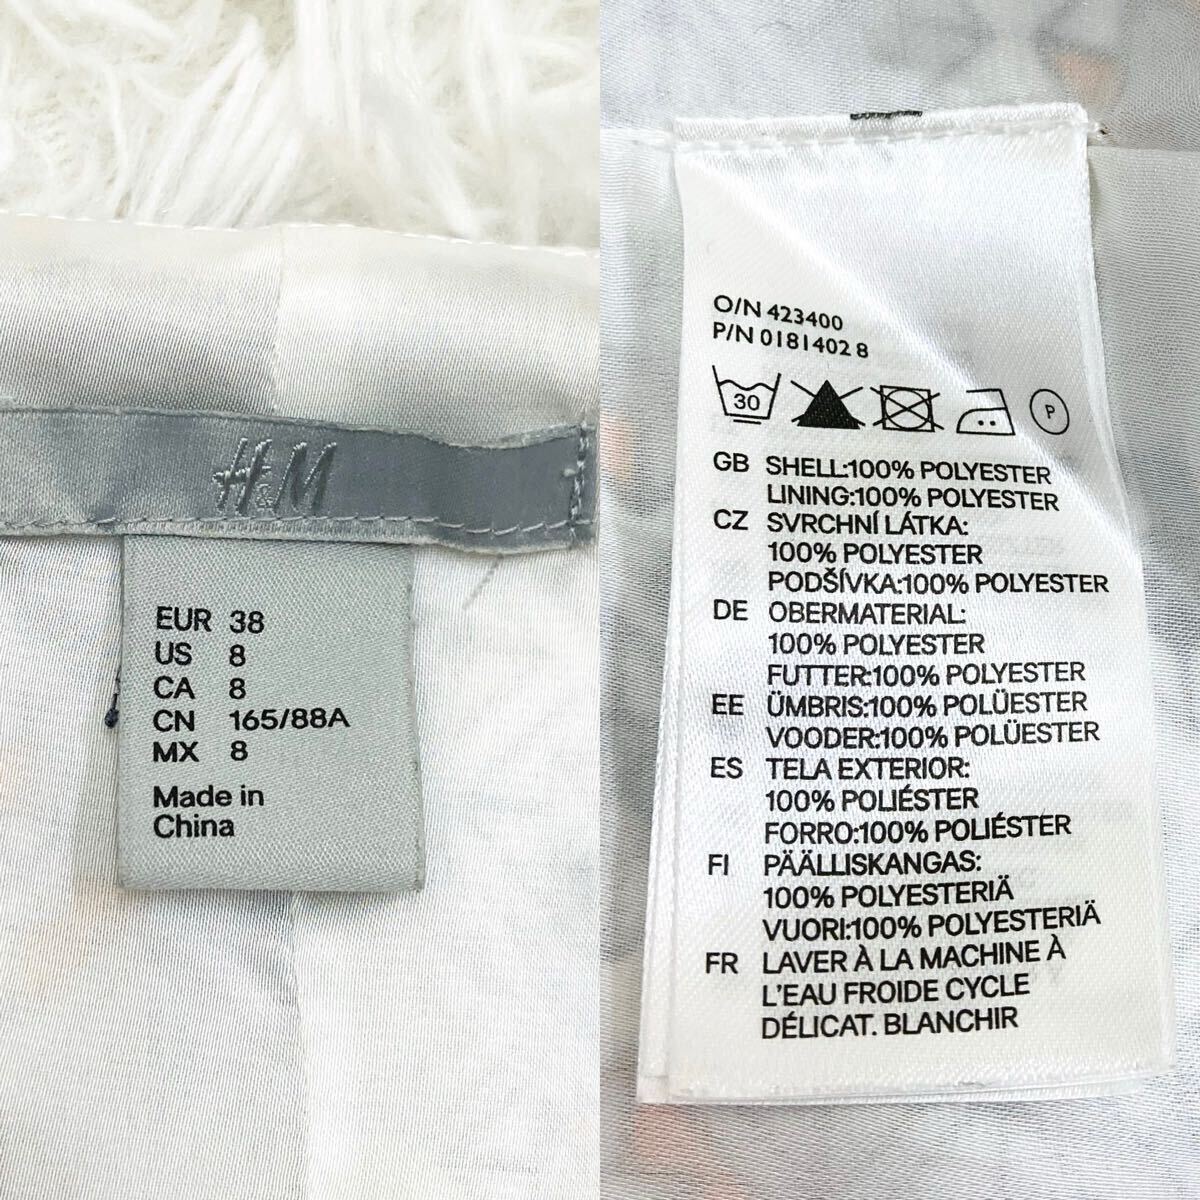 H&M
EUR 38
US 8
CA 8
CN 165/88A
MX 8
Made in
China
O/N 423400
P/N 0181402 8
30
P
GB SHELL:100% POLYESTER
LINING:100% POLYESTER
CZ SVRCHNÍ LÁTKA:
100% POLYESTER
PODŠÍVKA:100% POLYESTER
DE OBERMATERIAL:
100% POLYESTER
FUTTER:100% POLYESTER
EE ÜMBRIS:100% POLÜESTER
VOODER:100% POLÜESTER
ES TELA EXTERIOR:
100% POLIÉSTER
FORRO:100% POLIÉSTER
FI PÄÄLLISKANGAS:
100% POLYESTERIÄ
VUORI:100% POLYESTERIÄ
FR LAVER À LA MACHINE À
L'EAU FROIDE CYCLE
DÉLICAT. BLANCHIR